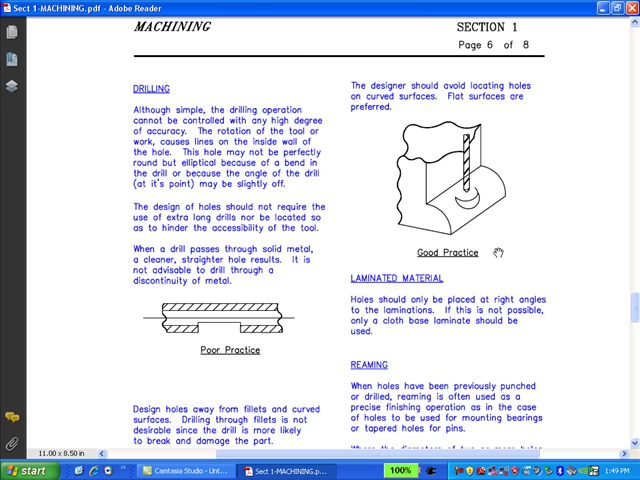 Sect 1-MACHINING.pdf - Adobe Reader
MACHINING
SECTION 1
Page 6 of 8
DRILLING
Although simple, the drilling operation
cannot be controlled with any high degree
of accuracy. The rotation of the tool or
work, causes lines on the inside wall of
the hole. This hole may not be perfectly
round but elliptical because of a bend in
the drill or because the angle of the drill
(at it's point) may be slightly off.
The design of holes should not require the
use of extra long drills nor be located so
as to hinder the accessibility of the tool.
When a drill passes through solid metal,
a cleaner, straighter hole results. It is
not advisable to drill through a
discontinuity of metal.
Poor Practice
Design holes away from fillets and curved
surfaces. Drilling through fillets is not
desirable since the drill is more likely
to break and damage the part.
The designer should avoid locating holes
on curved surfaces. Flat surfaces are
preferred.
Good Practice
LAMINATED MATERIAL
Holes should only be placed at right angles
to the laminations. If this is not possible,
only a cloth base laminate should be
used.
REAMING
When holes have been previously punched
or drilled, reaming is often used as a
precise finishing operation as in the case
of holes to be used for mounting bearings
or tapered holes for pins.
Where the diameters of two or more holes
11.00 x 8.50 in
start
Camtasia Studio - Unt...
Sect 1-MACHINING.p...
100%
1:49 PM